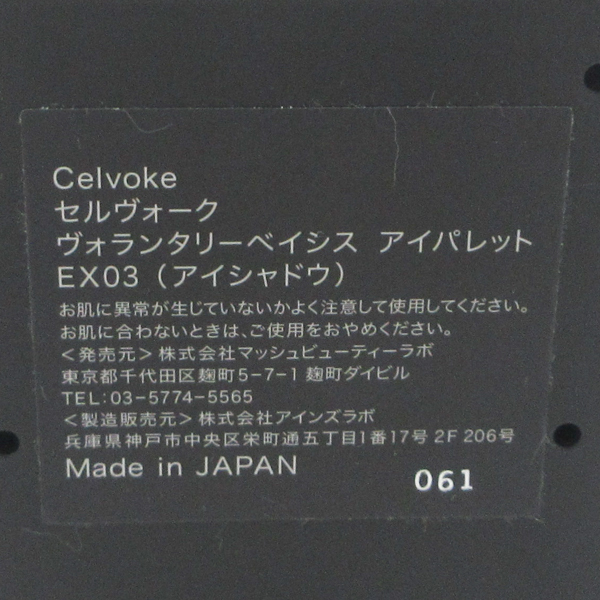 Celvoke
セルヴォーク
ヴォランタリーベイシス アイパレット
EX03（アイシャドウ）
お肌に異常が生じていないかよく注意して使用してください。
お肌に合わないときは、ご使用をおやめください。
＜発売元＞株式会社マッシュビューティーラボ
東京都千代田区麹町5-7-1 麹町ダイビル
TEL:03-5774-5565
＜製造販売元＞株式会社アインズラボ
兵庫県神戸市中央区栄町通五丁目1番17号 2F 206号
Made in JAPAN
061